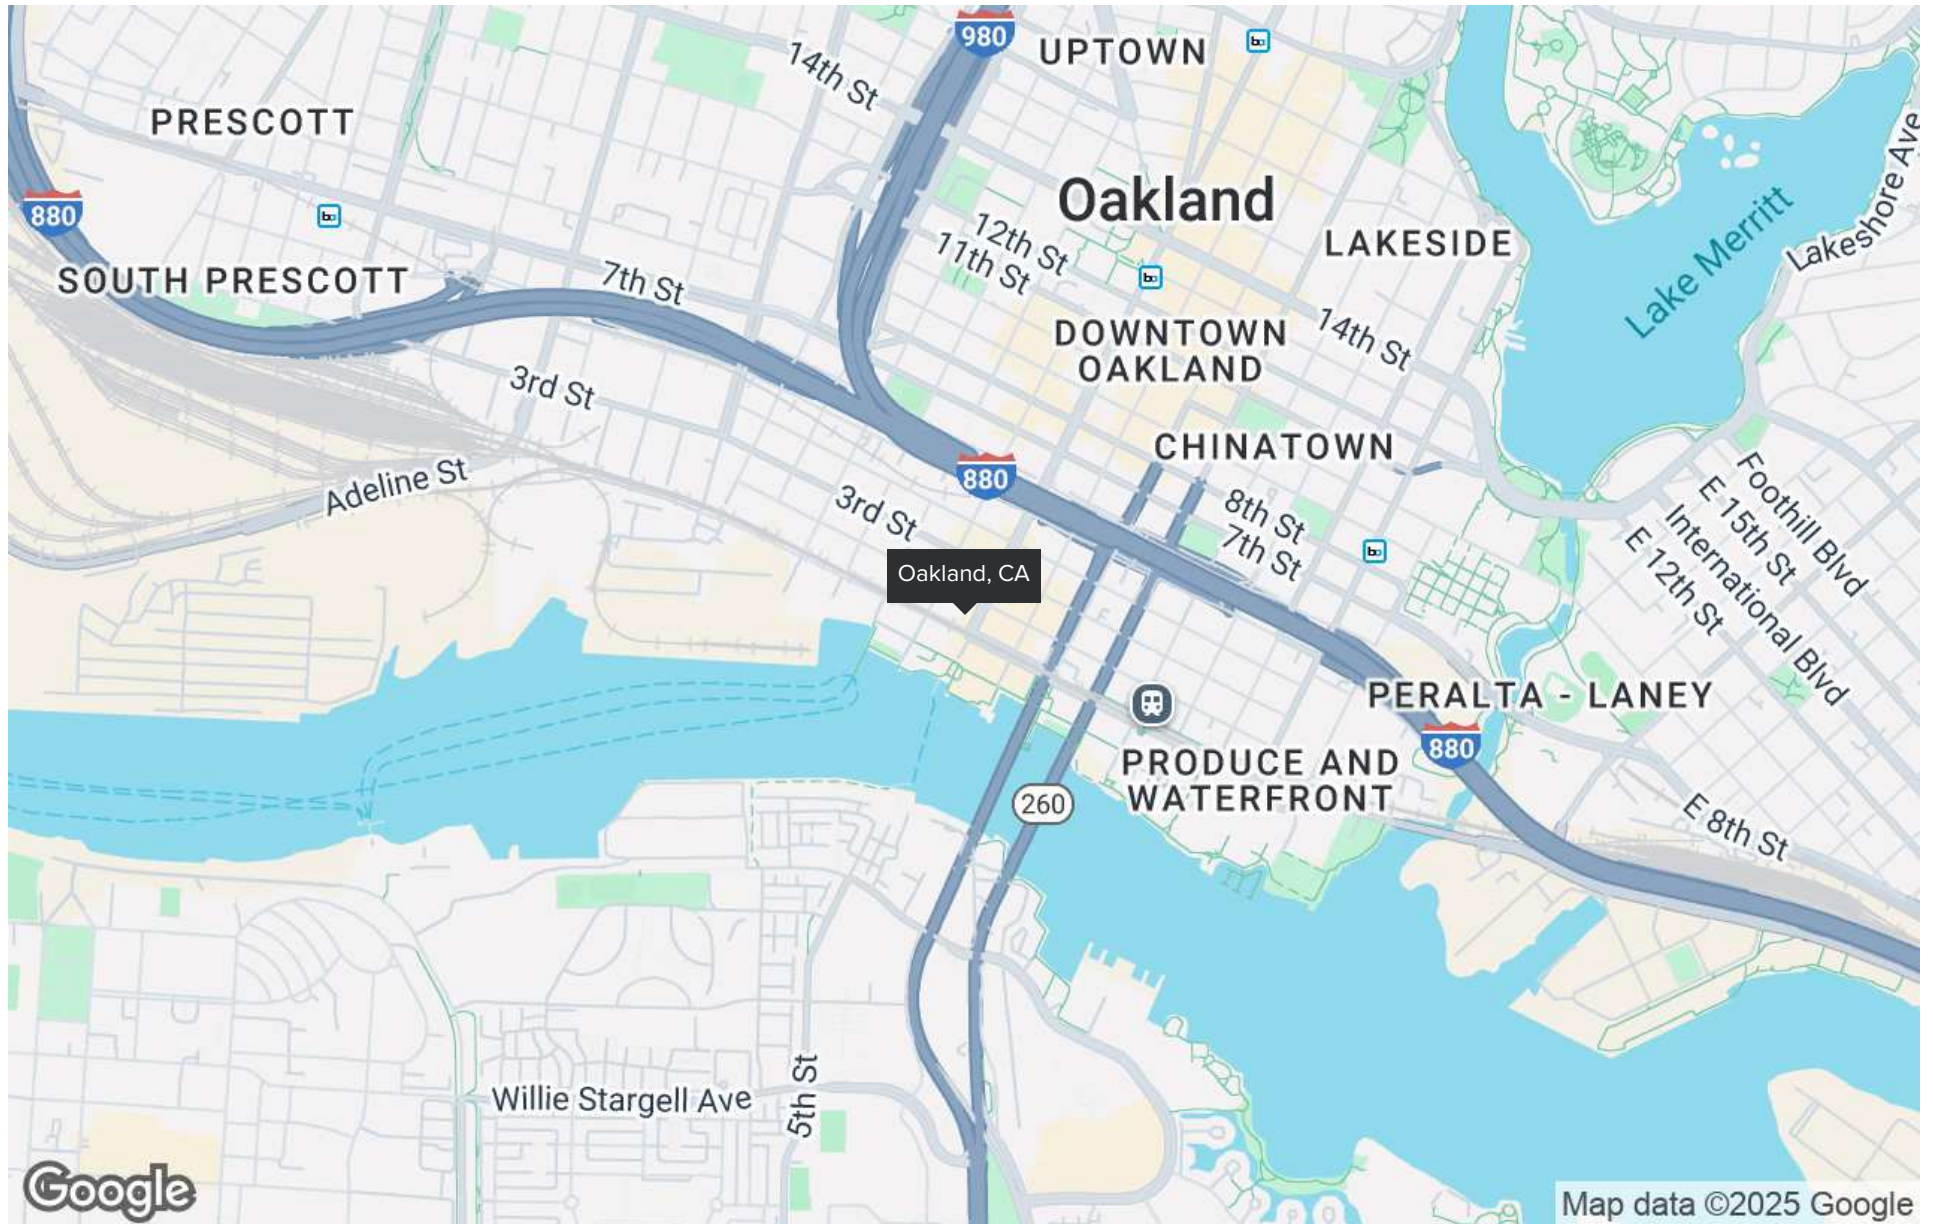 980
UPTOWN
14th St
PRESCOTT
880
Oakland
12th St
11th St
LAKESIDE
Lake Merritt
Lakeshore Ave
SOUTH PRESCOTT
7th St
DOWNTOWN
OAKLAND
14th St
3rd St
CHINATOWN
880
Adeline St
3rd St
8th St
7th St
Foothill Blvd
E 15th St
International Blvd
E 12th St
Oakland, CA
PERALTA - LANEY
880
PRODUCE AND
WATERFRONT
260
E 8th St
Willie Stargell Ave
5th St
Google
Map data ©2025 Google